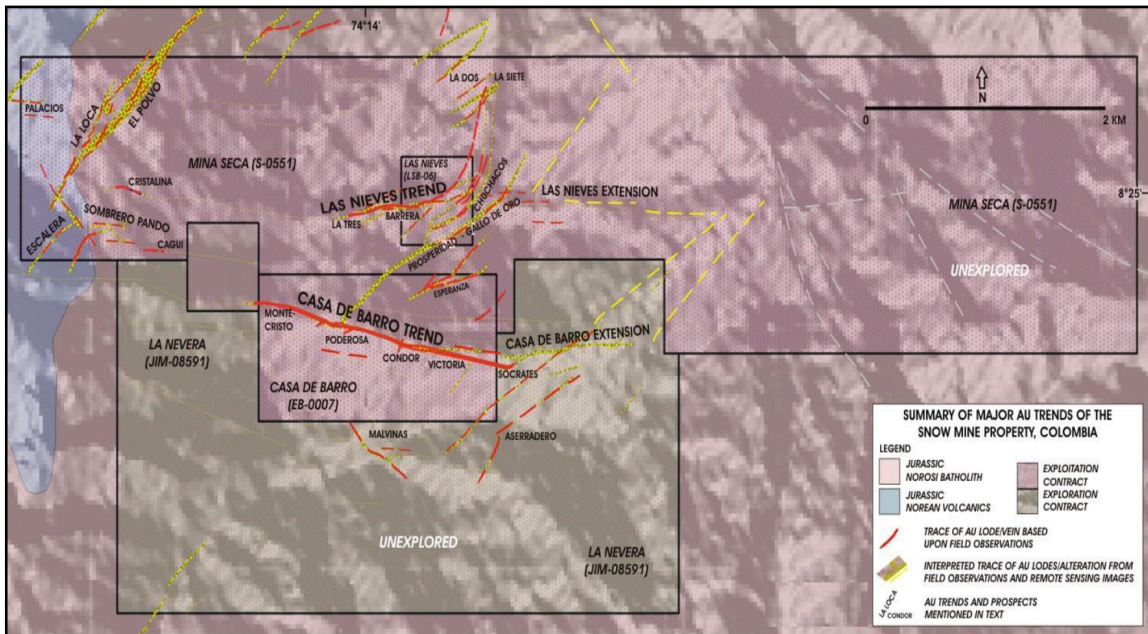 74°14'
LA DOS
LA SIETE
N
0
2 KM
PALACIOS
LA LOCA
EL POLVO
MINA SECA (S-0551)
LAS NIEVES
(LSB-06)
CHUCHACOS
CRISTALINA
LAS NIEVES TREND
LAS NIEVES EXTENSION
8°25'
MINA SECA (S-0551)
LA TRES
BARRERA
PROSPERIDAD - GALLO DE ORO
ESCALERA
SOMBRERO PANDO
CAGUI
UNEXPLORED
ESPERANZA
CASA DE BARRO TREND
MONTE-
CRISTO
PODEROSA
CONDOR
VICTORIA
SOCRATES
CASA DE BARRO EXTENSION
LA NEVERA
(JIM-08591)
CASA DE BARRO
(EB-0007)
MALVINAS
ASERRADERO
UNEXPLORED
LA NEVERA
(JIM-08591)
SUMMARY OF MAJOR AU TRENDS OF THE
SNOW MINE PROPERTY, COLOMBIA
LEGEND
JURASSIC
NOROSI BATHOLITH
EXPLOITATION
CONTRACT
JURASSIC
NOREAN VOLCANICS
EXPLORATION
CONTRACT
TRACE OF AU LODE/VEIN BASED
UPON FIELD OBSERVATIONS
INTERPRETED TRACE OF AU LODES/ALTERATION FROM
FIELD OBSERVATIONS AND REMOTE SENSING IMAGES
LA LOCA
CONDOR
AU TRENDS AND PROSPECTS
MENTIONED IN TEXT